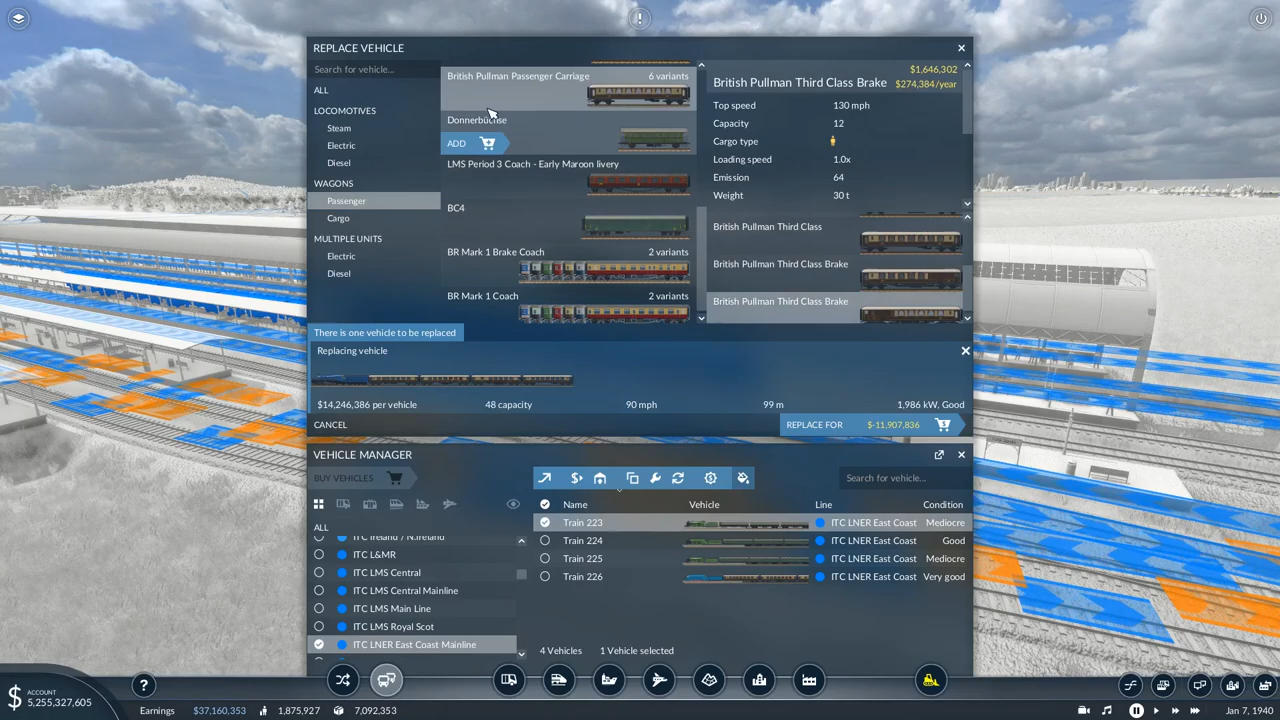 REPLACE VEHICLE
Search for vehicle...
ALL
LOCOMOTIVES
Steam
Electric
Diesel
WAGONS
Passenger
Cargo
MULTIPLE UNITS
Electric
Diesel
British Pullman Passenger Carriage 6 variants
Donnerbüchse
ADD
LMS Period 3 Coach - Early Maroon livery
BC4
BR Mark 1 Brake Coach 2 variants
BR Mark 1 Coach 2 variants
$1,646,302
British Pullman Third Class Brake $274,384/year
Top speed 130 mph
Capacity 12
Cargo type
Loading speed 1.0x
Emission 64
Weight 30 t
British Pullman Third Class
British Pullman Third Class Brake
British Pullman Third Class Brake
There is one vehicle to be replaced
Replacing vehicle
$14,246,386 per vehicle 48 capacity 90 mph 99 m 1,986 kW, Good
CANCEL REPLACE FOR $-11,907,836
VEHICLE MANAGER
BUY VEHICLES
Search for vehicle...
ALL
ITC Ireland / N.Ireland
ITC L&MR
ITC LMS Central
ITC LMS Central Mainline
ITC LMS Main Line
ITC LMS Royal Scot
ITC LNER East Coast Mainline
Name Vehicle Line Condition
Train 223 ITC LNER East Coast Mediocre
Train 224 ITC LNER East Coast Good
Train 225 ITC LNER East Coast Mediocre
Train 226 ITC LNER East Coast Very good
4 Vehicles 1 Vehicle selected
$ ACCOUNT
5,255,327,605
?
Earnings $37,160,353 1,875,927 7,092,353
Jan 7, 1940